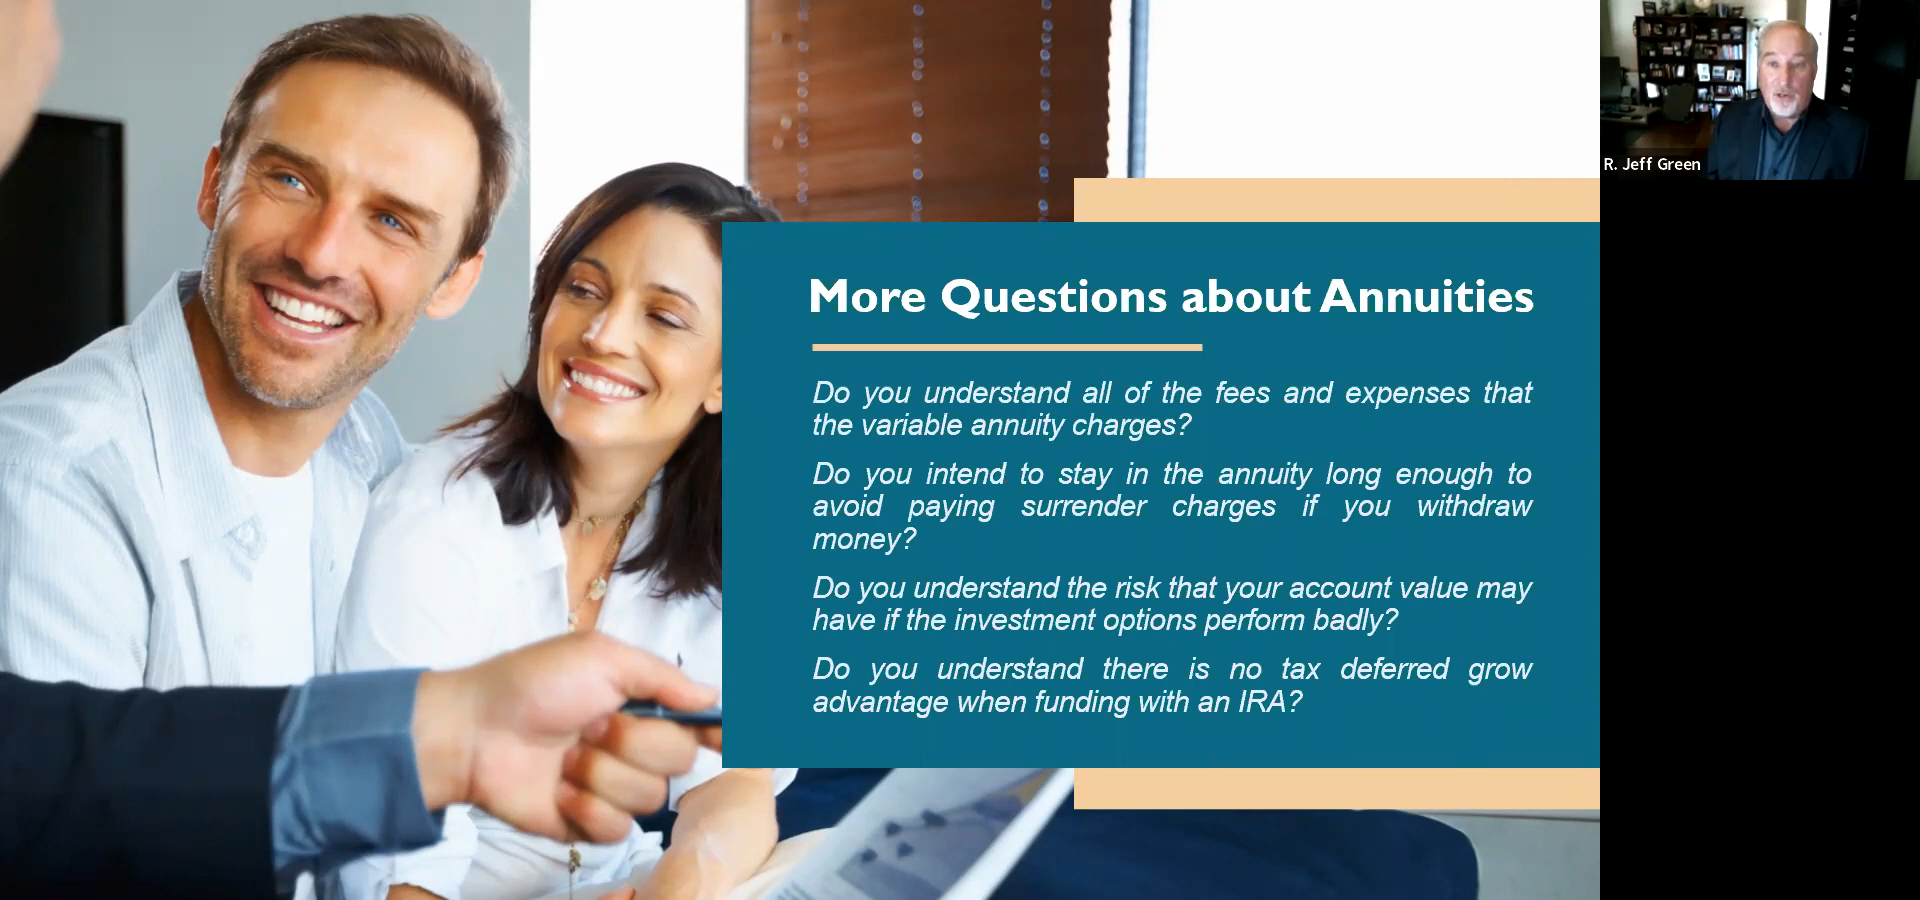 R. Jeff Green
More Questions about Annuities
Do you understand all of the fees and expenses that
the variable annuity charges?
Do you intend to stay in the annuity long enough to
avoid paying surrender charges if you withdraw
money?
Do you understand the risk that your account value may
have if the investment options perform badly?
Do you understand there is no tax deferred grow
advantage when funding with an IRA?